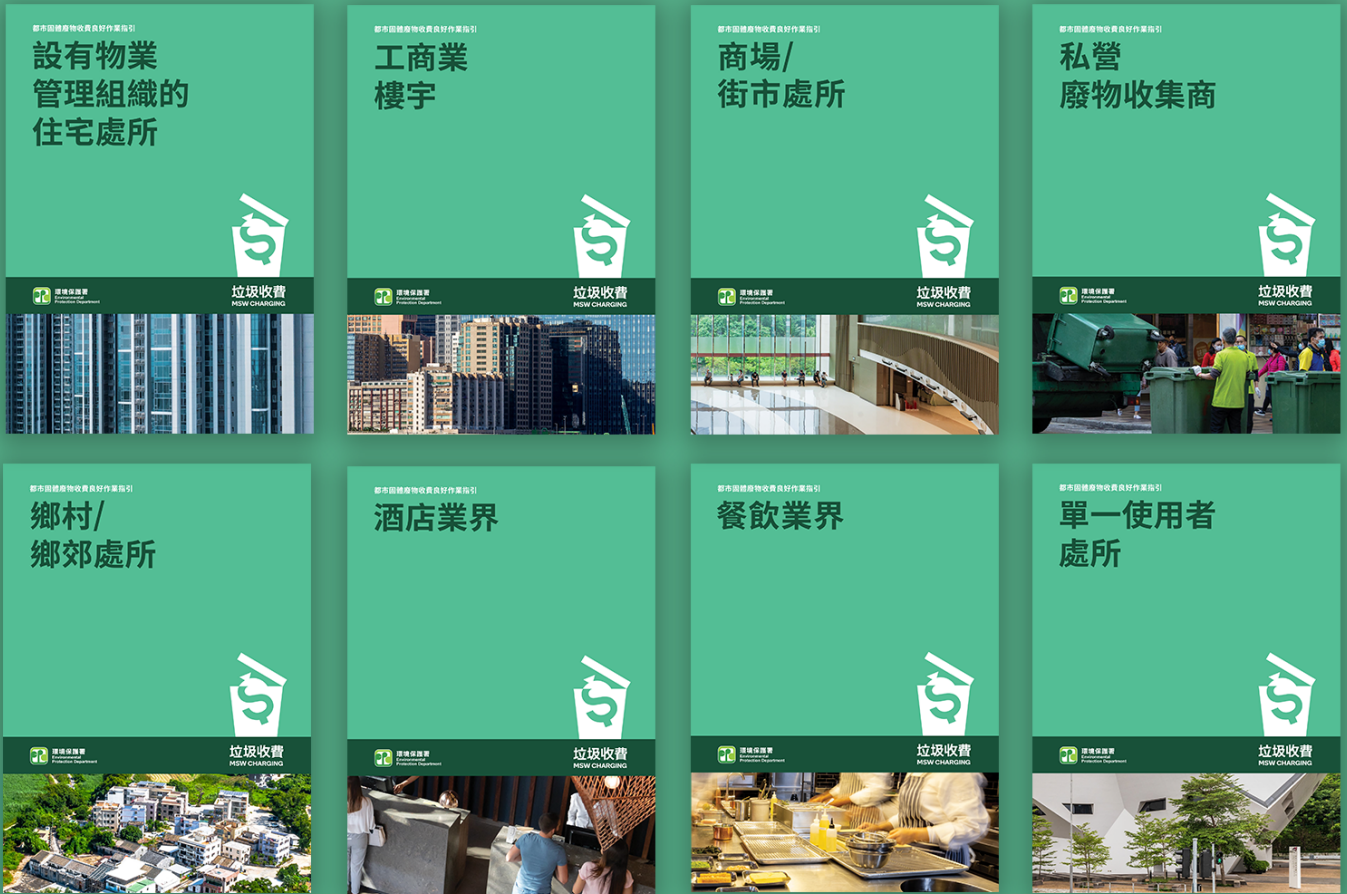 都市固體廢物收費良好作業指引
設有物業
管理組織的
住宅處所
環境保護署
Environmental
Protection Department
垃圾收費
MSW CHARGING
都市固體廢物收費良好作業指引
工商業
樓宇
環境保護署
Environmental
Protection Department
垃圾收費
MSW CHARGING
都市固體廢物收費良好作業指引
商場/
街市處所
環境保護署
Environmental
Protection Department
垃圾收費
MSW CHARGING
都市固體廢物收費良好作業指引
私營
廢物收集商
環境保護署
Environmental
Protection Department
垃圾收費
MSW CHARGING
都市固體廢物收費良好作業指引
鄉村/
鄉郊處所
環境保護署
Environmental
Protection Department
垃圾收費
MSW CHARGING
都市固體廢物收費良好作業指引
酒店業界
環境保護署
Environmental
Protection Department
垃圾收費
MSW CHARGING
都市固體廢物收費良好作業指引
餐飲業界
環境保護署
Environmental
Protection Department
垃圾收費
MSW CHARGING
都市固體廢物收費良好作業指引
單一使用者
處所
環境保護署
Environmental
Protection Department
垃圾收費
MSW CHARGING